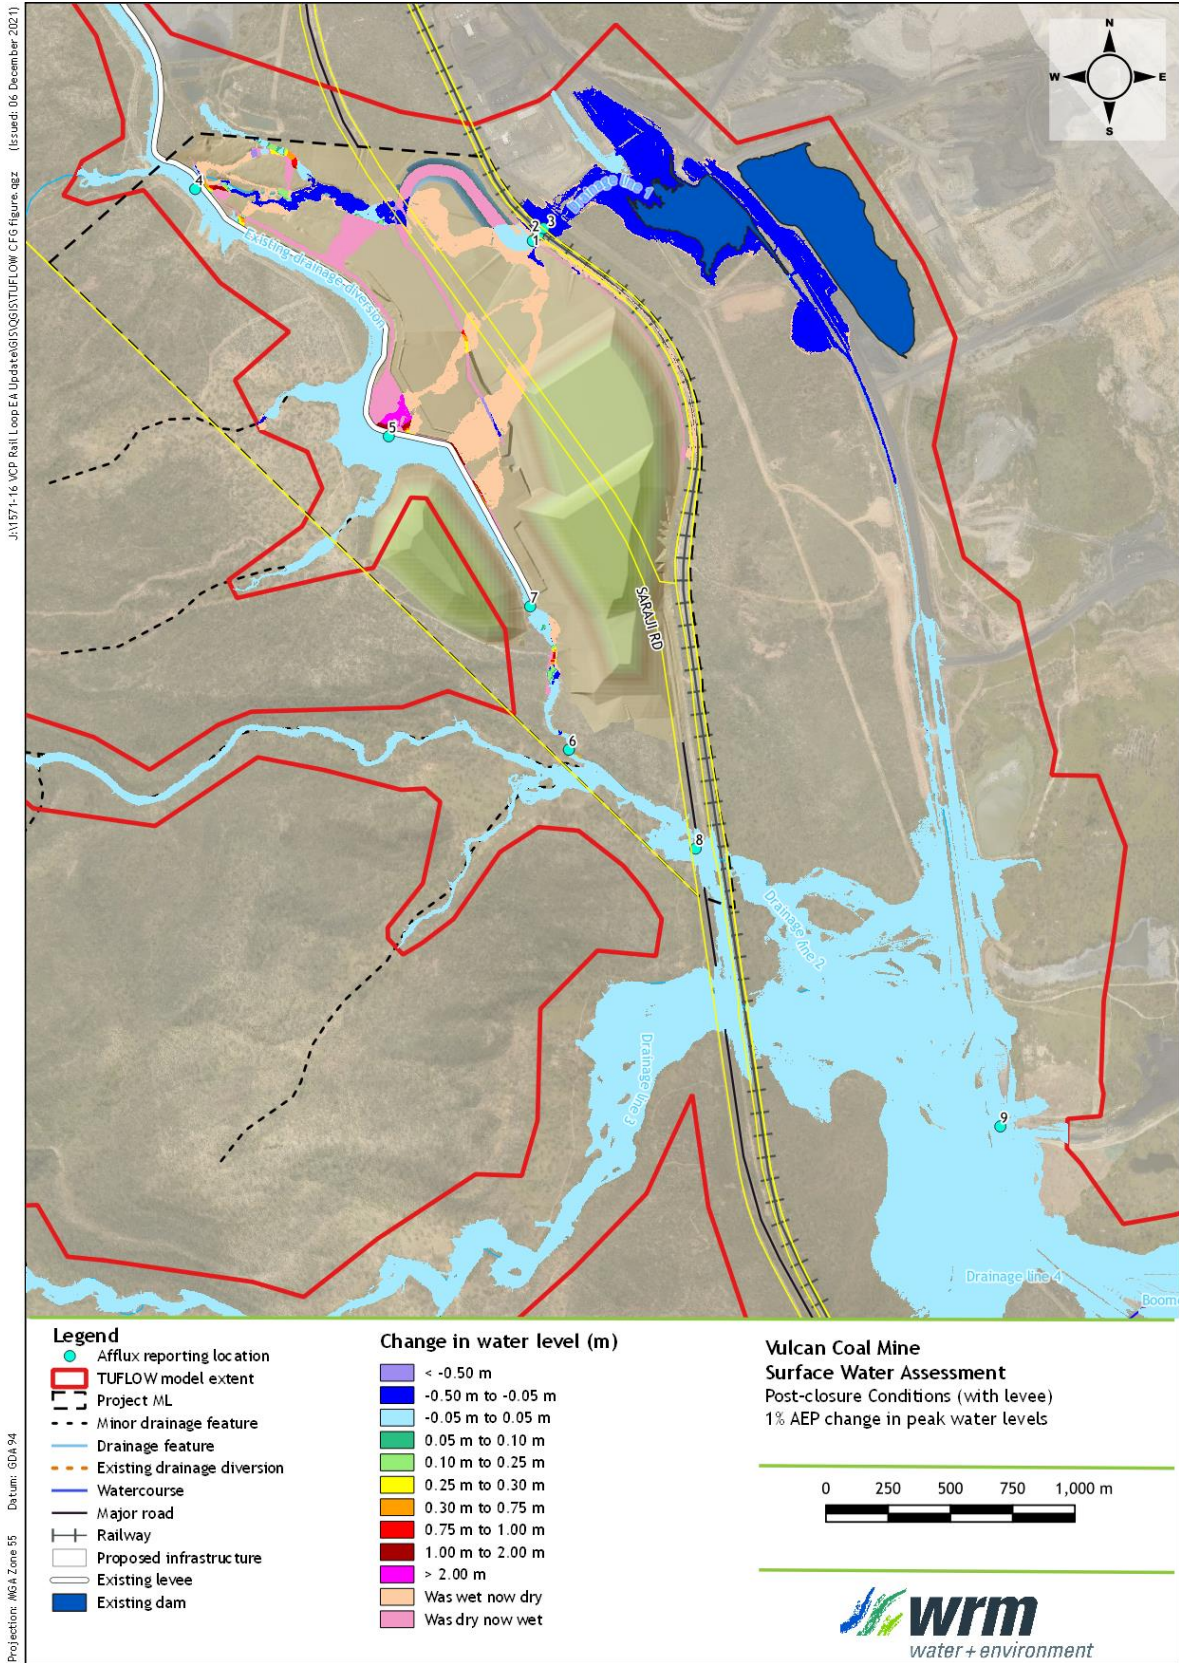 J:\1571-16 VCP Rail Loop EA Update\GIS\QGIS\TUFLOW CFG figure.qgz (Issued: 06 December 2021)
N
W
E
S
4
2
3
1
Drainage line 1
Existing drainage diversion
5
7
SARAJI RD
6
8
Drainage line 2
Drainage line 3
9
Drainage line 4
Boome
Projection: MGA Zone 55 Datum: GDA 94
Legend
Afflux reporting location
TUFLOW model extent
Project ML
Minor drainage feature
Drainage feature
Existing drainage diversion
Watercourse
Major road
Railway
Proposed infrastructure
Existing levee
Existing dam
Change in water level (m)
< -0.50 m
-0.50 m to -0.05 m
-0.05 m to 0.05 m
0.05 m to 0.10 m
0.10 m to 0.25 m
0.25 m to 0.30 m
0.30 m to 0.75 m
0.75 m to 1.00 m
1.00 m to 2.00 m
> 2.00 m
Was wet now dry
Was dry now wet
Vulcan Coal Mine
Surface Water Assessment
Post-closure Conditions (with levee)
1% AEP change in peak water levels
0 250 500 750 1,000 m
wrm
water + environment